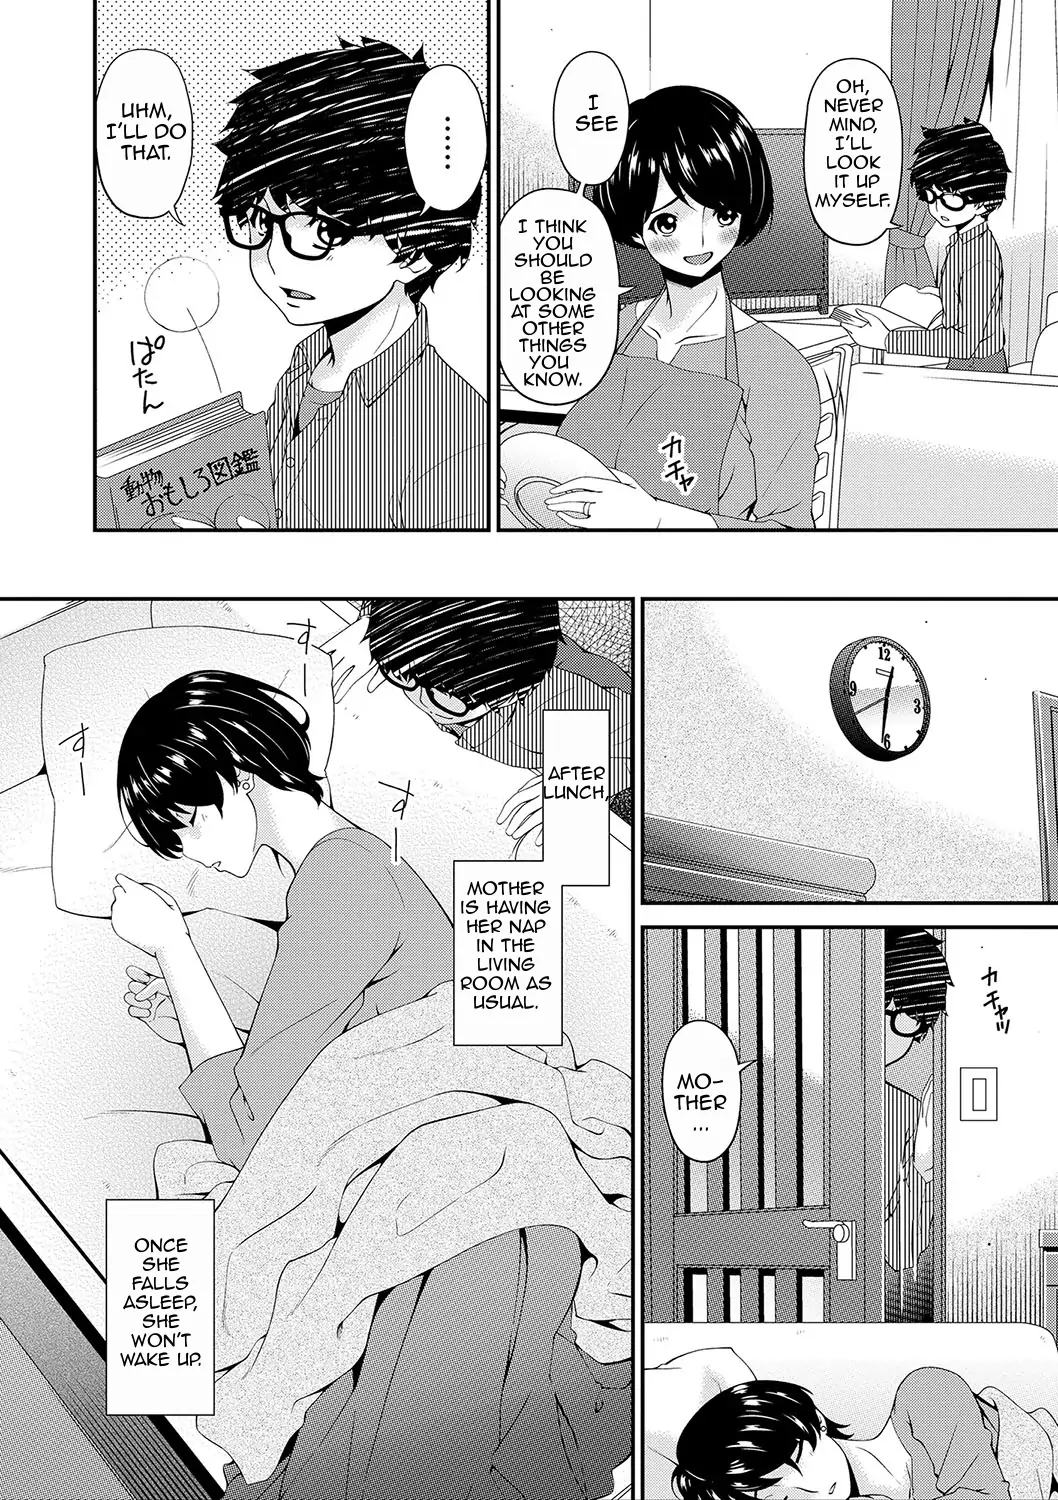 OH,
NEVER
MIND,
I'LL
LOOK
IT UP
MYSELF.
I
SEE
I THINK
YOU
SHOULD
BE
LOOKING
AT SOME
OTHER
THINGS
YOU
KNOW.
カチャ
......
UHM,
I'LL DO
THAT.
ぱたん
動物
おもしろ図鑑
12
9
3
6
カチャッ
MO-
THER
...
AFTER
LUNCH,
MOTHER
IS HAVING
HER NAP
IN THE
LIVING
ROOM AS
USUAL.
すー
すー
すー
ONCE
SHE
FALLS
ASLEEP,
SHE
WON'T
WAKE UP.